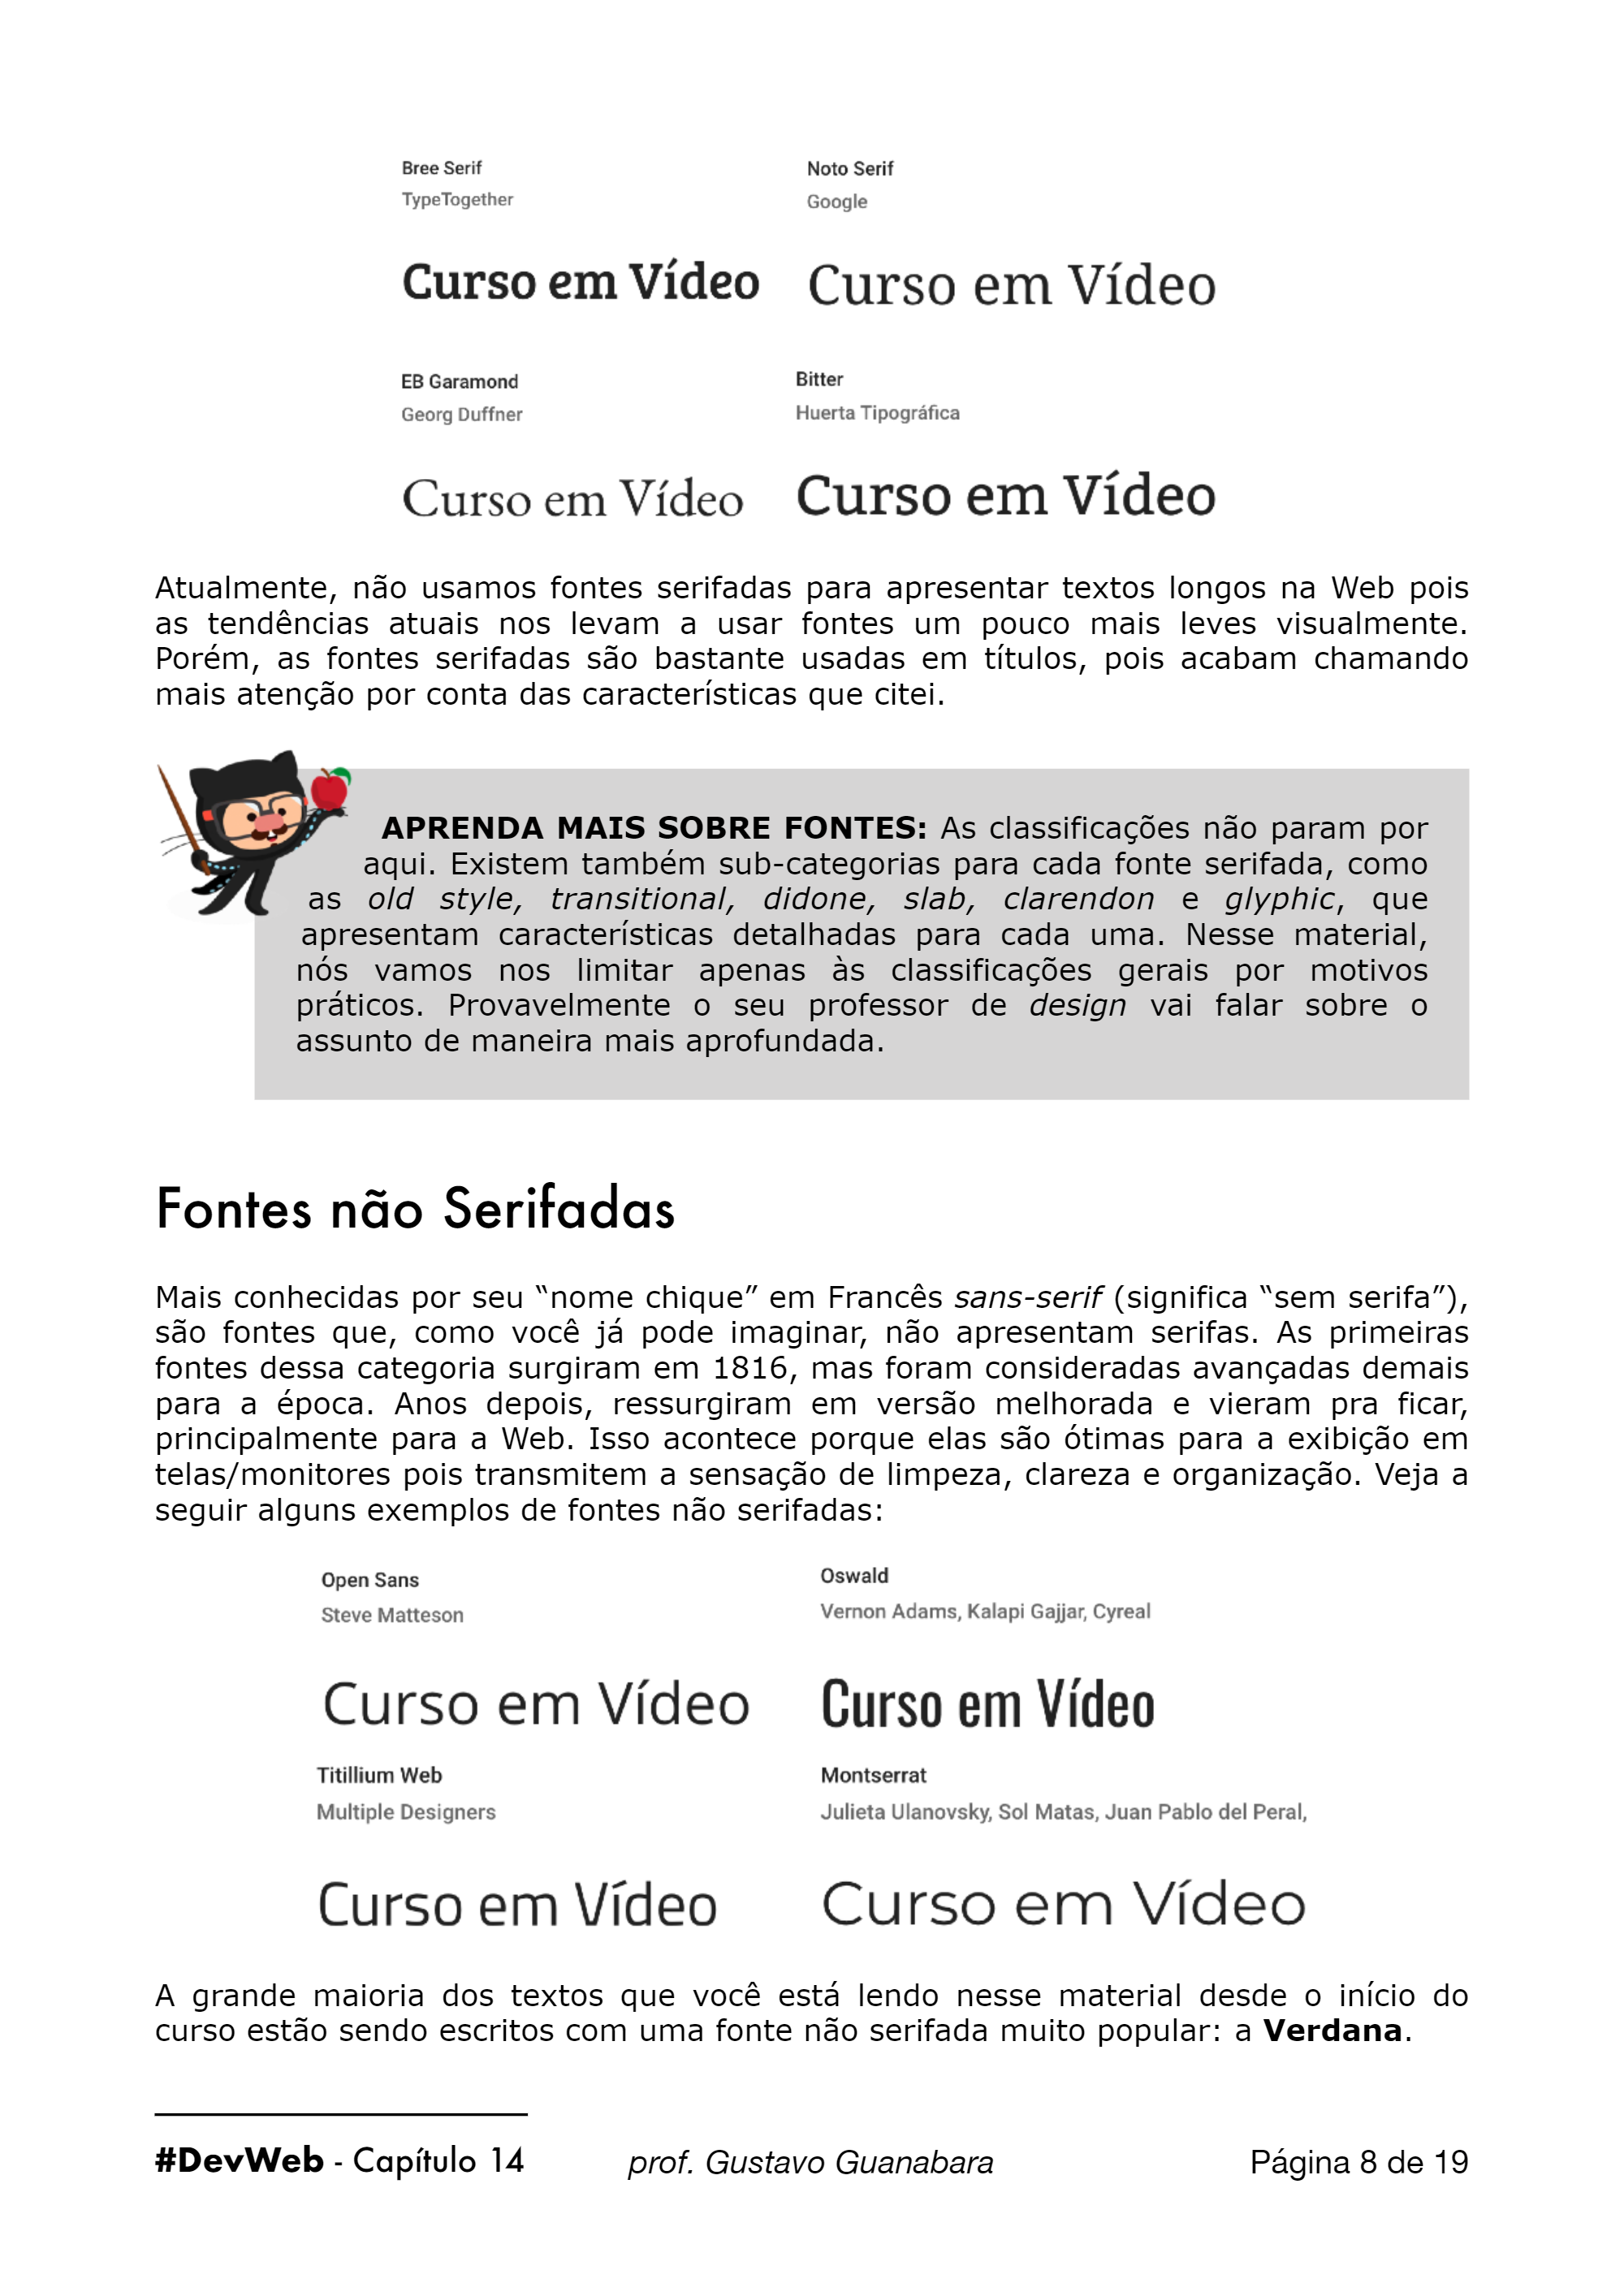 Bree Serif
TypeTogether
Curso em Vídeo
Noto Serif
Google
Curso em Vídeo
EB Garamond
Georg Duffner
Curso em Vídeo
Bitter
Huerta Tipográfica
Curso em Vídeo
Atualmente, não usamos fontes serifadas para apresentar textos longos na Web pois
as tendências atuais nos levam a usar fontes um pouco mais leves visualmente.
Porém, as fontes serifadas são bastante usadas em títulos, pois acabam chamando
mais atenção por conta das características que citei.
APRENDA MAIS SOBRE FONTES: As classificações não param por
aqui. Existem também sub-categorias para cada fonte serifada, como
as old style, transitional, didone, slab, clarendon e glyphic, que
apresentam características detalhadas para cada uma. Nesse material,
nós vamos nos limitar apenas às classificações gerais por motivos
práticos. Provavelmente o seu professor de design vai falar sobre o
assunto de maneira mais aprofundada.
Fontes não Serifadas
Mais conhecidas por seu “nome chique” em Francês sans-serif (significa “sem serifa”),
são fontes que, como você já pode imaginar, não apresentam serifas. As primeiras
fontes dessa categoria surgiram em 1816, mas foram consideradas avançadas demais
para a época. Anos depois, ressurgiram em versão melhorada e vieram pra ficar,
principalmente para a Web. Isso acontece porque elas são ótimas para a exibição em
telas/monitores pois transmitem a sensação de limpeza, clareza e organização. Veja a
seguir alguns exemplos de fontes não serifadas:
Open Sans
Steve Matteson
Curso em Vídeo
Oswald
Vernon Adams, Kalapi Gajjar, Cyreal
Curso em Vídeo
Titillium Web
Multiple Designers
Curso em Vídeo
Montserrat
Julieta Ulanovsky, Sol Matas, Juan Pablo del Peral,
Curso em Vídeo
A grande maioria dos textos que você está lendo nesse material desde o início do
curso estão sendo escritos com uma fonte não serifada muito popular: a Verdana.
#DevWeb - Capítulo 14 prof. Gustavo Guanabara Página 8 de 19